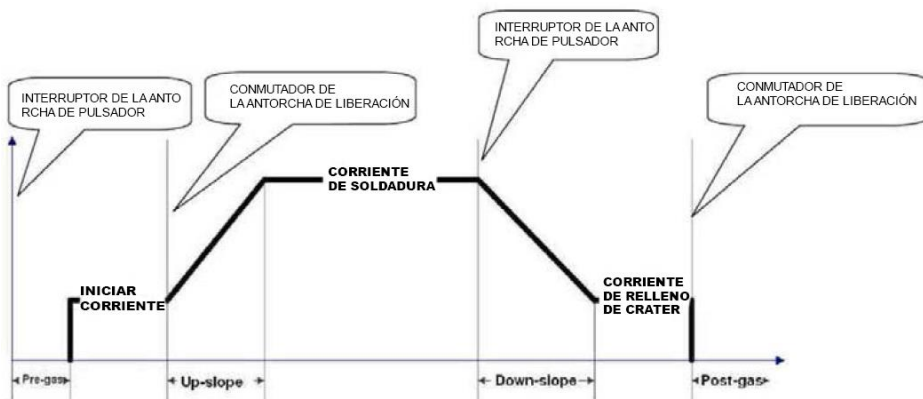 INTERRUPTOR DE LA ANTO
RCHA DE PULSADOR
CONMUTADOR DE
LA ANTORCHA DE LIBERACIÓN
INTERRUPTOR DE LA ANTO
RCHA DE PULSADOR
CONMUTADOR DE
LA ANTORCHA DE LIBERACIÓN
CORRIENTE
DE SOLDADURA
INICIAR
CORRIENTE
CORRIENTE
DE RELLENO
DE CRATER
Pre-gas
Up-slope
Down-slope
Post-gas